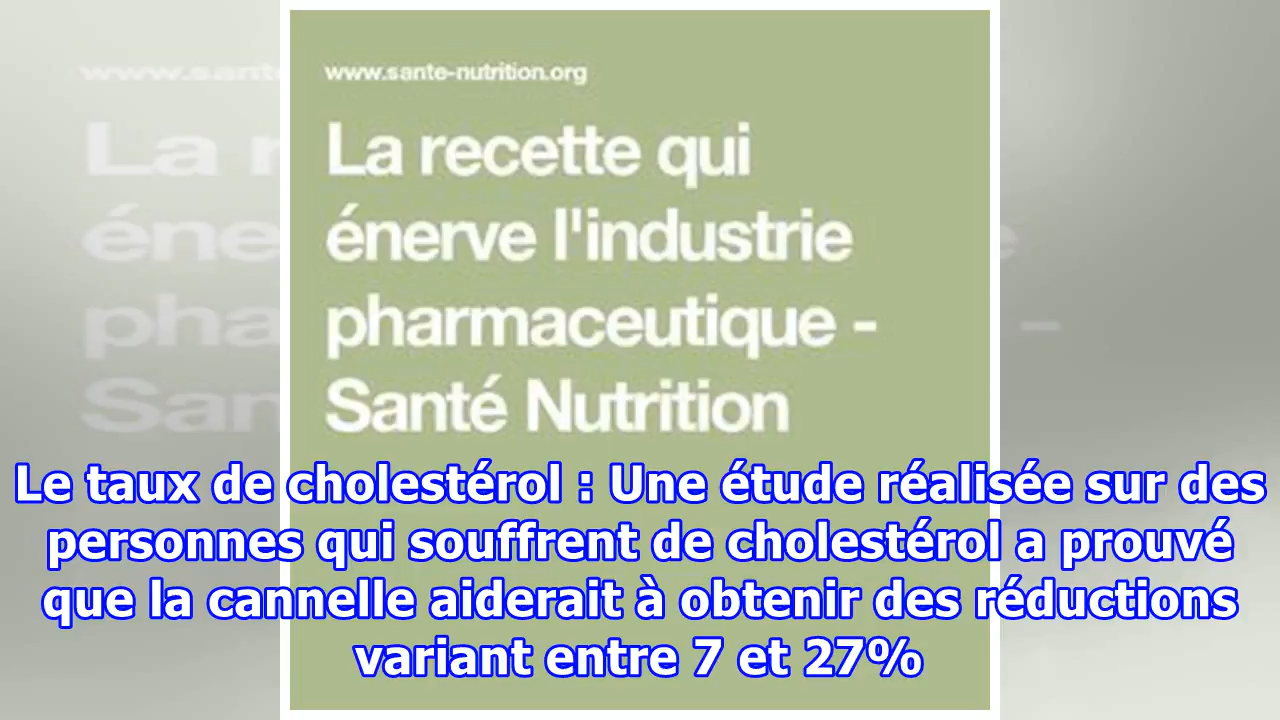 www.sante-nutrition.org
La recette qui
énerve l'industrie
pharmaceutique -
Santé Nutrition
Le taux de cholestérol : Une étude réalisée sur des
personnes qui souffrent de cholestérol a prouvé
que la cannelle aiderait à obtenir des réductions
variant entre 7 et 27%